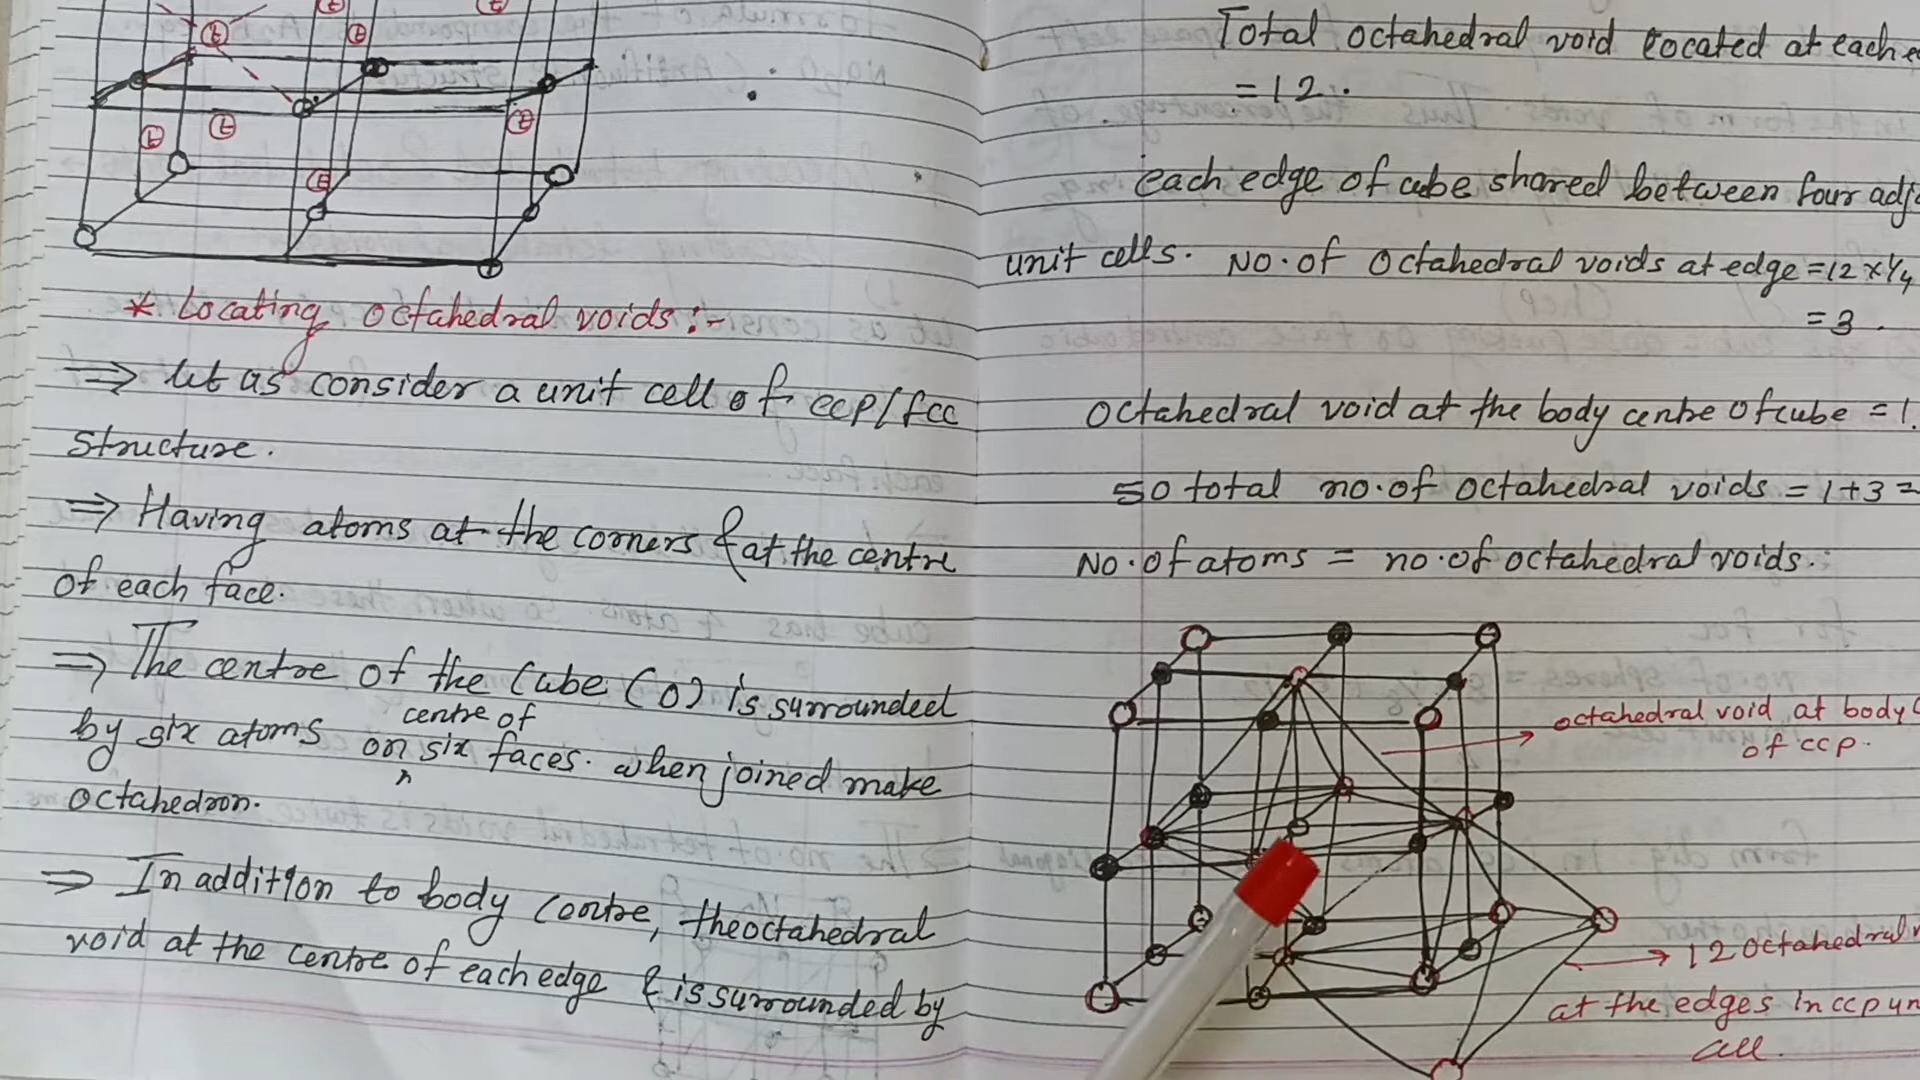 * Locating octahedral voids :-
⇒ let as consider a unit cell of ccp/fcc
structure.
⇒ Having atoms at the corners & at the centre
of each face.
⇒ The centre of the Cube (O) is surrounded
by six atoms on centre of six faces. when joined make
octahedron.
⇒ In addition to body centre, the octahedral
void at the centre of each edge & is surrounded by
Total octahedral void located at each
= 12.
each edge of cube shared between four
unit cells. No. of octahedral voids at edge = 12 x 1/4
= 3.
octahedral void at the body centre of cube = 1.
so total no. of octahedral voids = 1+3 =
No. of atoms = no. of octahedral voids.
octahedral void at body
of ccp.
12 octahedral
at the edges in ccp
cell.